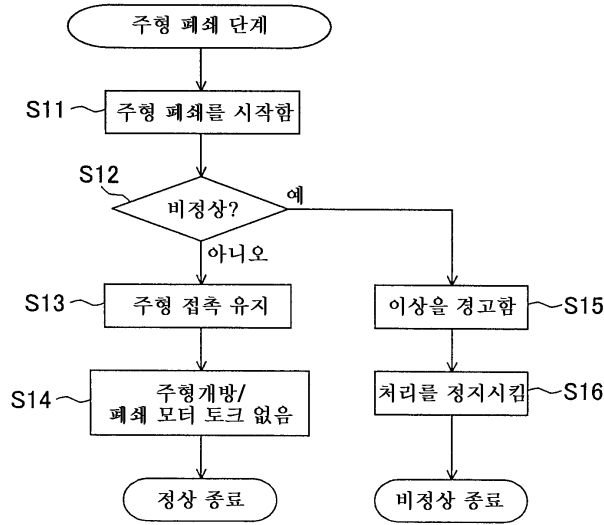 주형 폐쇄 단계
S11
주형 폐쇄를 시작함
S12
비정상?
예
아니오
S13
주형 접촉 유지
이상을 경고함
S15
S14
주형개방/
폐쇄 모터 토크 없음
처리를 정지시킴
S16
정상 종료
비정상 종료